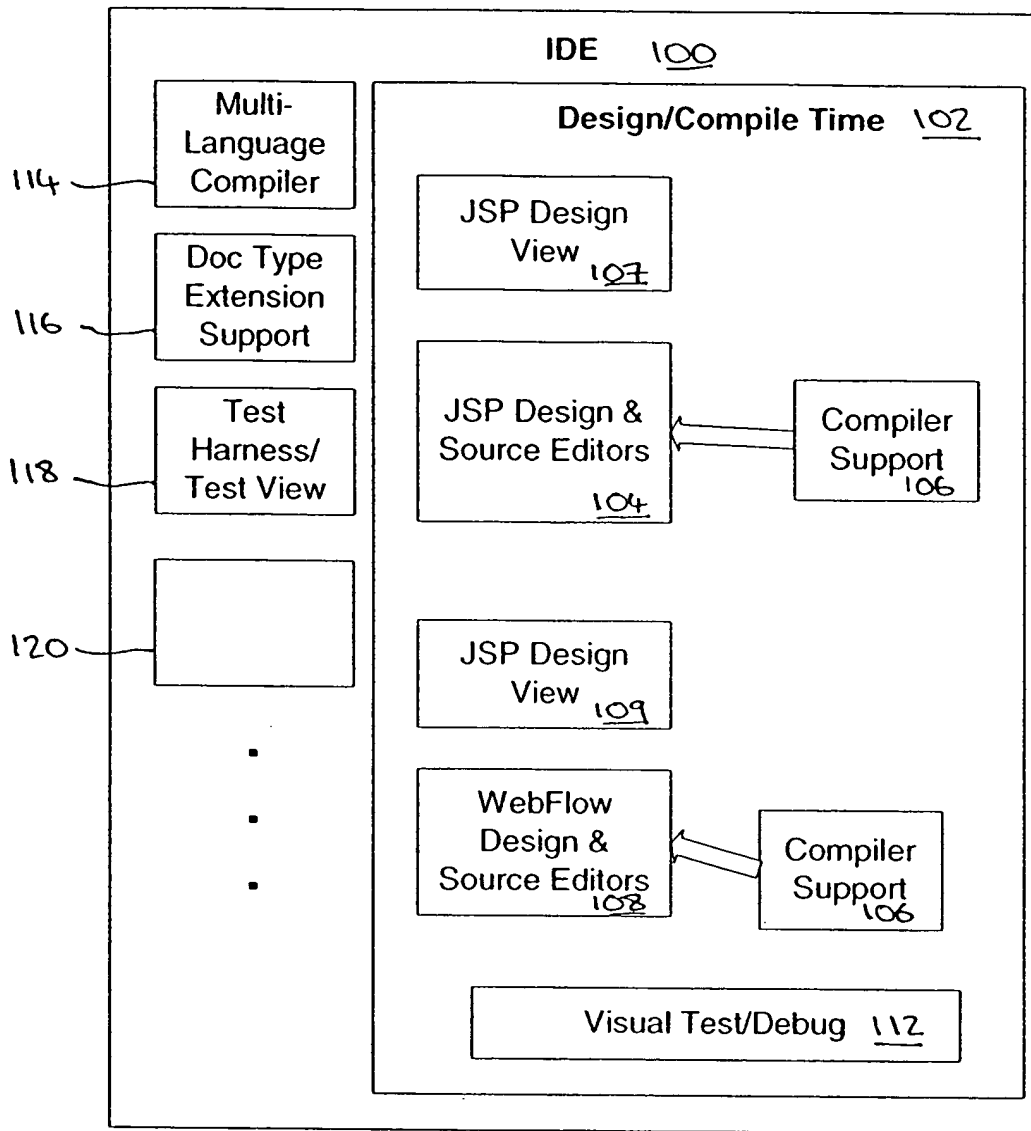 IDE 100
Multi-
Language
Compiler
114
Doc Type
Extension
Support
116
Test
Harness/
Test View
118
120
Design/Compile Time 102
JSP Design
View 107
JSP Design &
Source Editors
104
Compiler
Support
106
JSP Design
View
109
WebFlow
Design &
Source Editors
108
Compiler
Support
106
Visual Test/Debug 112